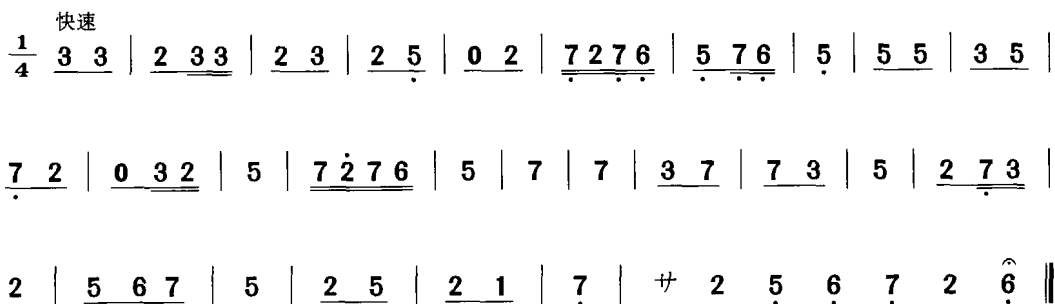 快速
1/4 3 3 | 2 3 3 | 2 3 | 2 5̣ | 0 2 | 7̣ 2 7̣ 6̣ | 5̣ 7̣ 6̣ | 5̣ | 5 5 | 3 5 |
7̣ 2 | 0 3 2 | 5 | 7 2̇ 7 6 | 5 | 7 | 7 | 3 7 | 7 3 | 5 | 2 7̣ 3 |
2 | 5 6 7 | 5 | 2 5 | 2 1 | 7̣ | サ 2 5̣ 6̣ 7̣ 2 6̣ ‖